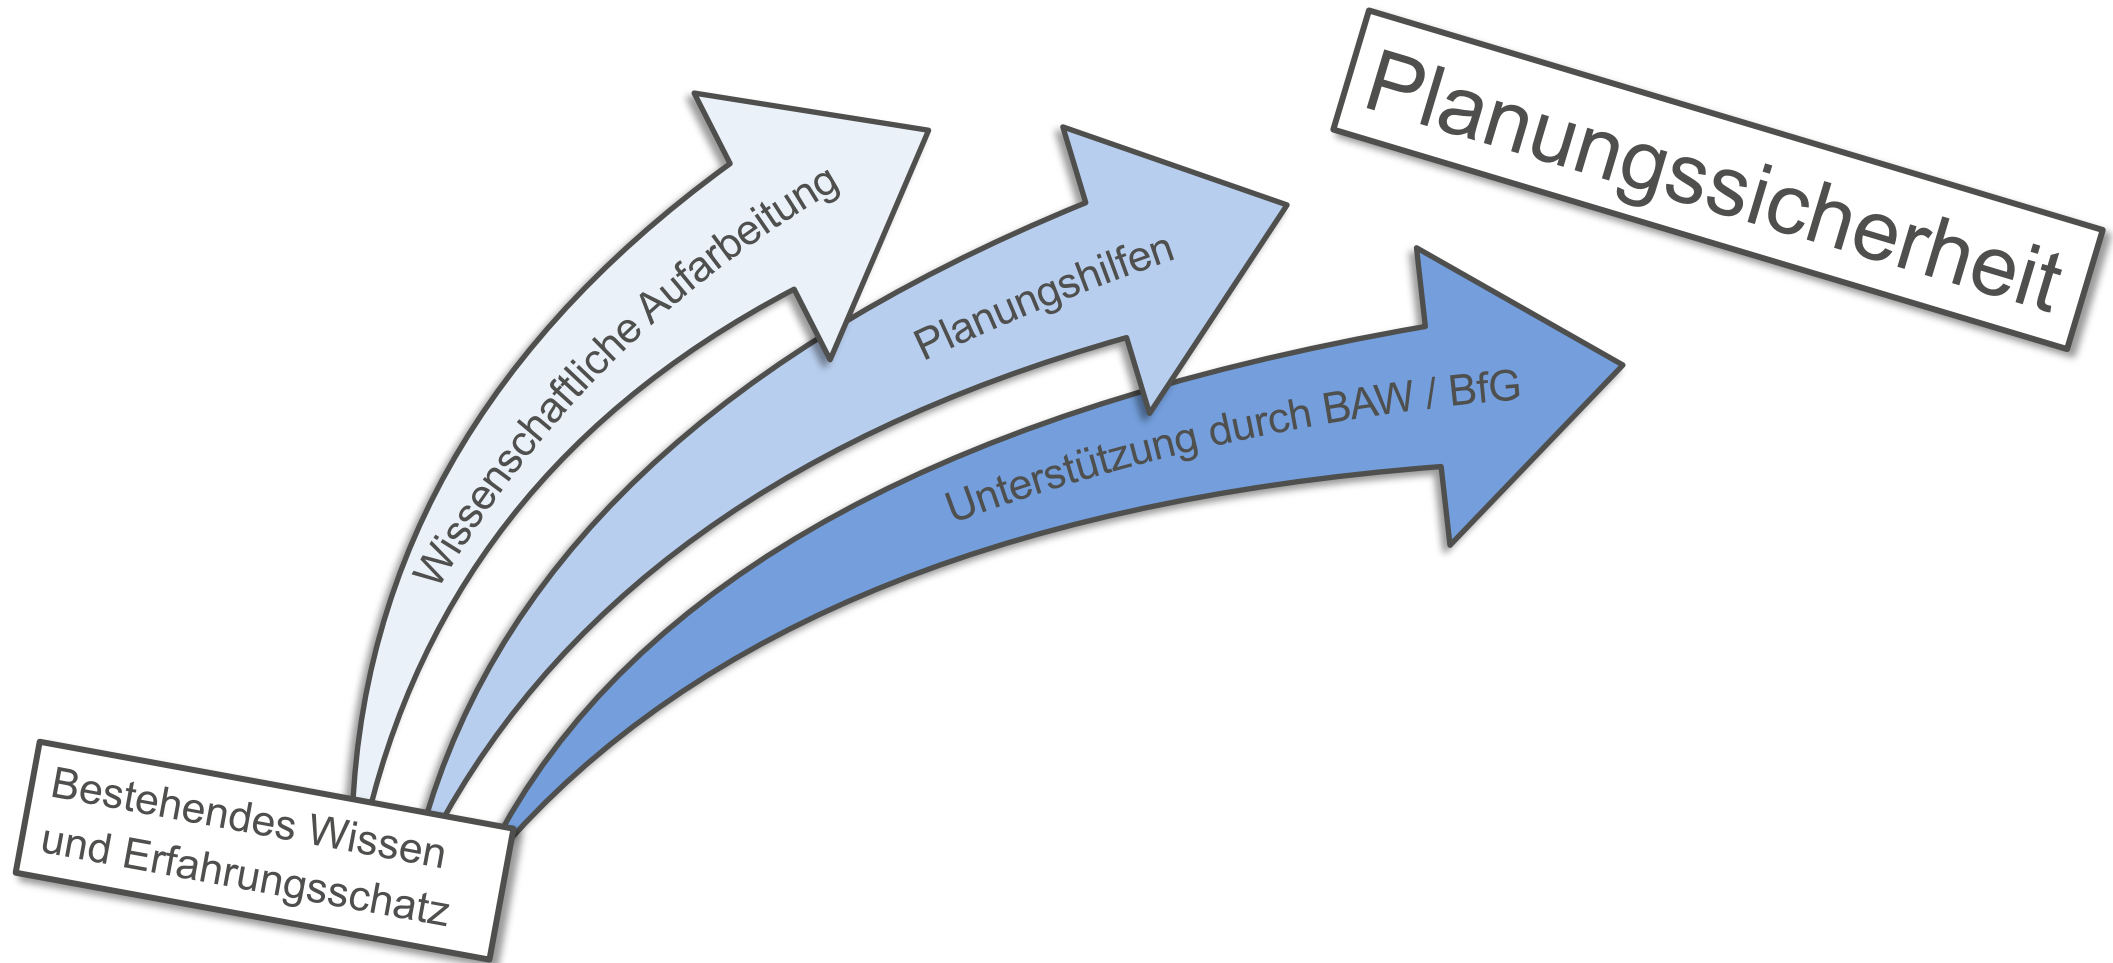 Planungssicherheit
Wissenschaftliche Aufarbeitung
Planungshilfen
Unterstützung durch BAW / BfG
Bestehendes Wissen
und Erfahrungsschatz